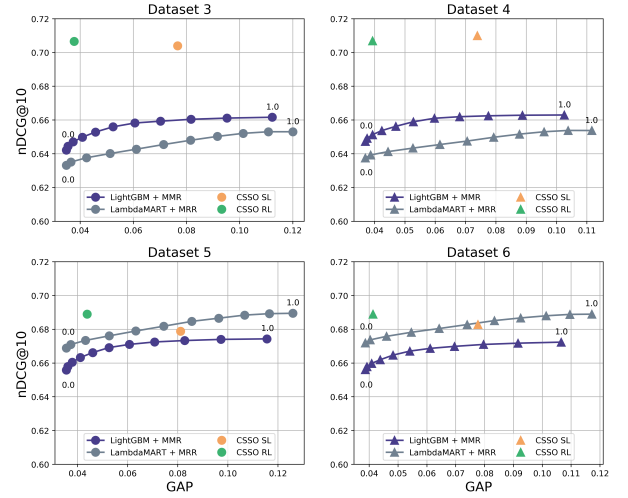 Dataset 3
0.72
0.70
0.68
0.66
0.64
0.62
0.60
nDCG@10
0.0
1.0
1.0
0.0
LightGBM + MMR
LambdaMART + MRR
CSSO SL
CSSO RL
0.04 0.06 0.08 0.10 0.12
Dataset 4
0.72
0.70
0.68
0.66
0.64
0.62
0.60
0.0
1.0
1.0
0.0
LightGBM + MMR
LambdaMART + MRR
CSSO SL
CSSO RL
0.04 0.05 0.06 0.07 0.08 0.09 0.10 0.11
Dataset 5
0.72
0.70
0.68
0.66
0.64
0.62
0.60
nDCG@10
0.0
1.0
1.0
0.0
LightGBM + MMR
LambdaMART + MRR
CSSO SL
CSSO RL
0.04 0.06 0.08 0.10 0.12
GAP
Dataset 6
0.72
0.70
0.68
0.66
0.64
0.62
0.60
0.0
1.0
1.0
0.0
LightGBM + MMR
LambdaMART + MRR
CSSO SL
CSSO RL
0.04 0.05 0.06 0.07 0.08 0.09 0.10 0.11 0.12
GAP